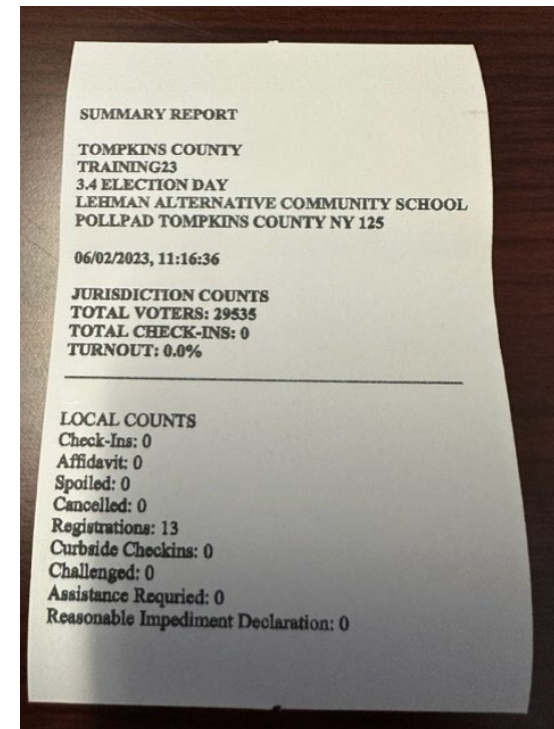 SUMMARY REPORT
TOMPKINS COUNTY
TRAINING23
3.4 ELECTION DAY
LEHMAN ALTERNATIVE COMMUNITY SCHOOL
POLLPAD TOMPKINS COUNTY NY 125
06/02/2023, 11:16:36
JURISDICTION COUNTS
TOTAL VOTERS: 29535
TOTAL CHECK-INS: 0
TURNOUT: 0.0%
LOCAL COUNTS
Check-Ins: 0
Affidavit: 0
Spoiled: 0
Cancelled: 0
Registrations: 13
Curbside Checkins: 0
Challenged: 0
Assistance Requried: 0
Reasonable Impediment Declaration: 0